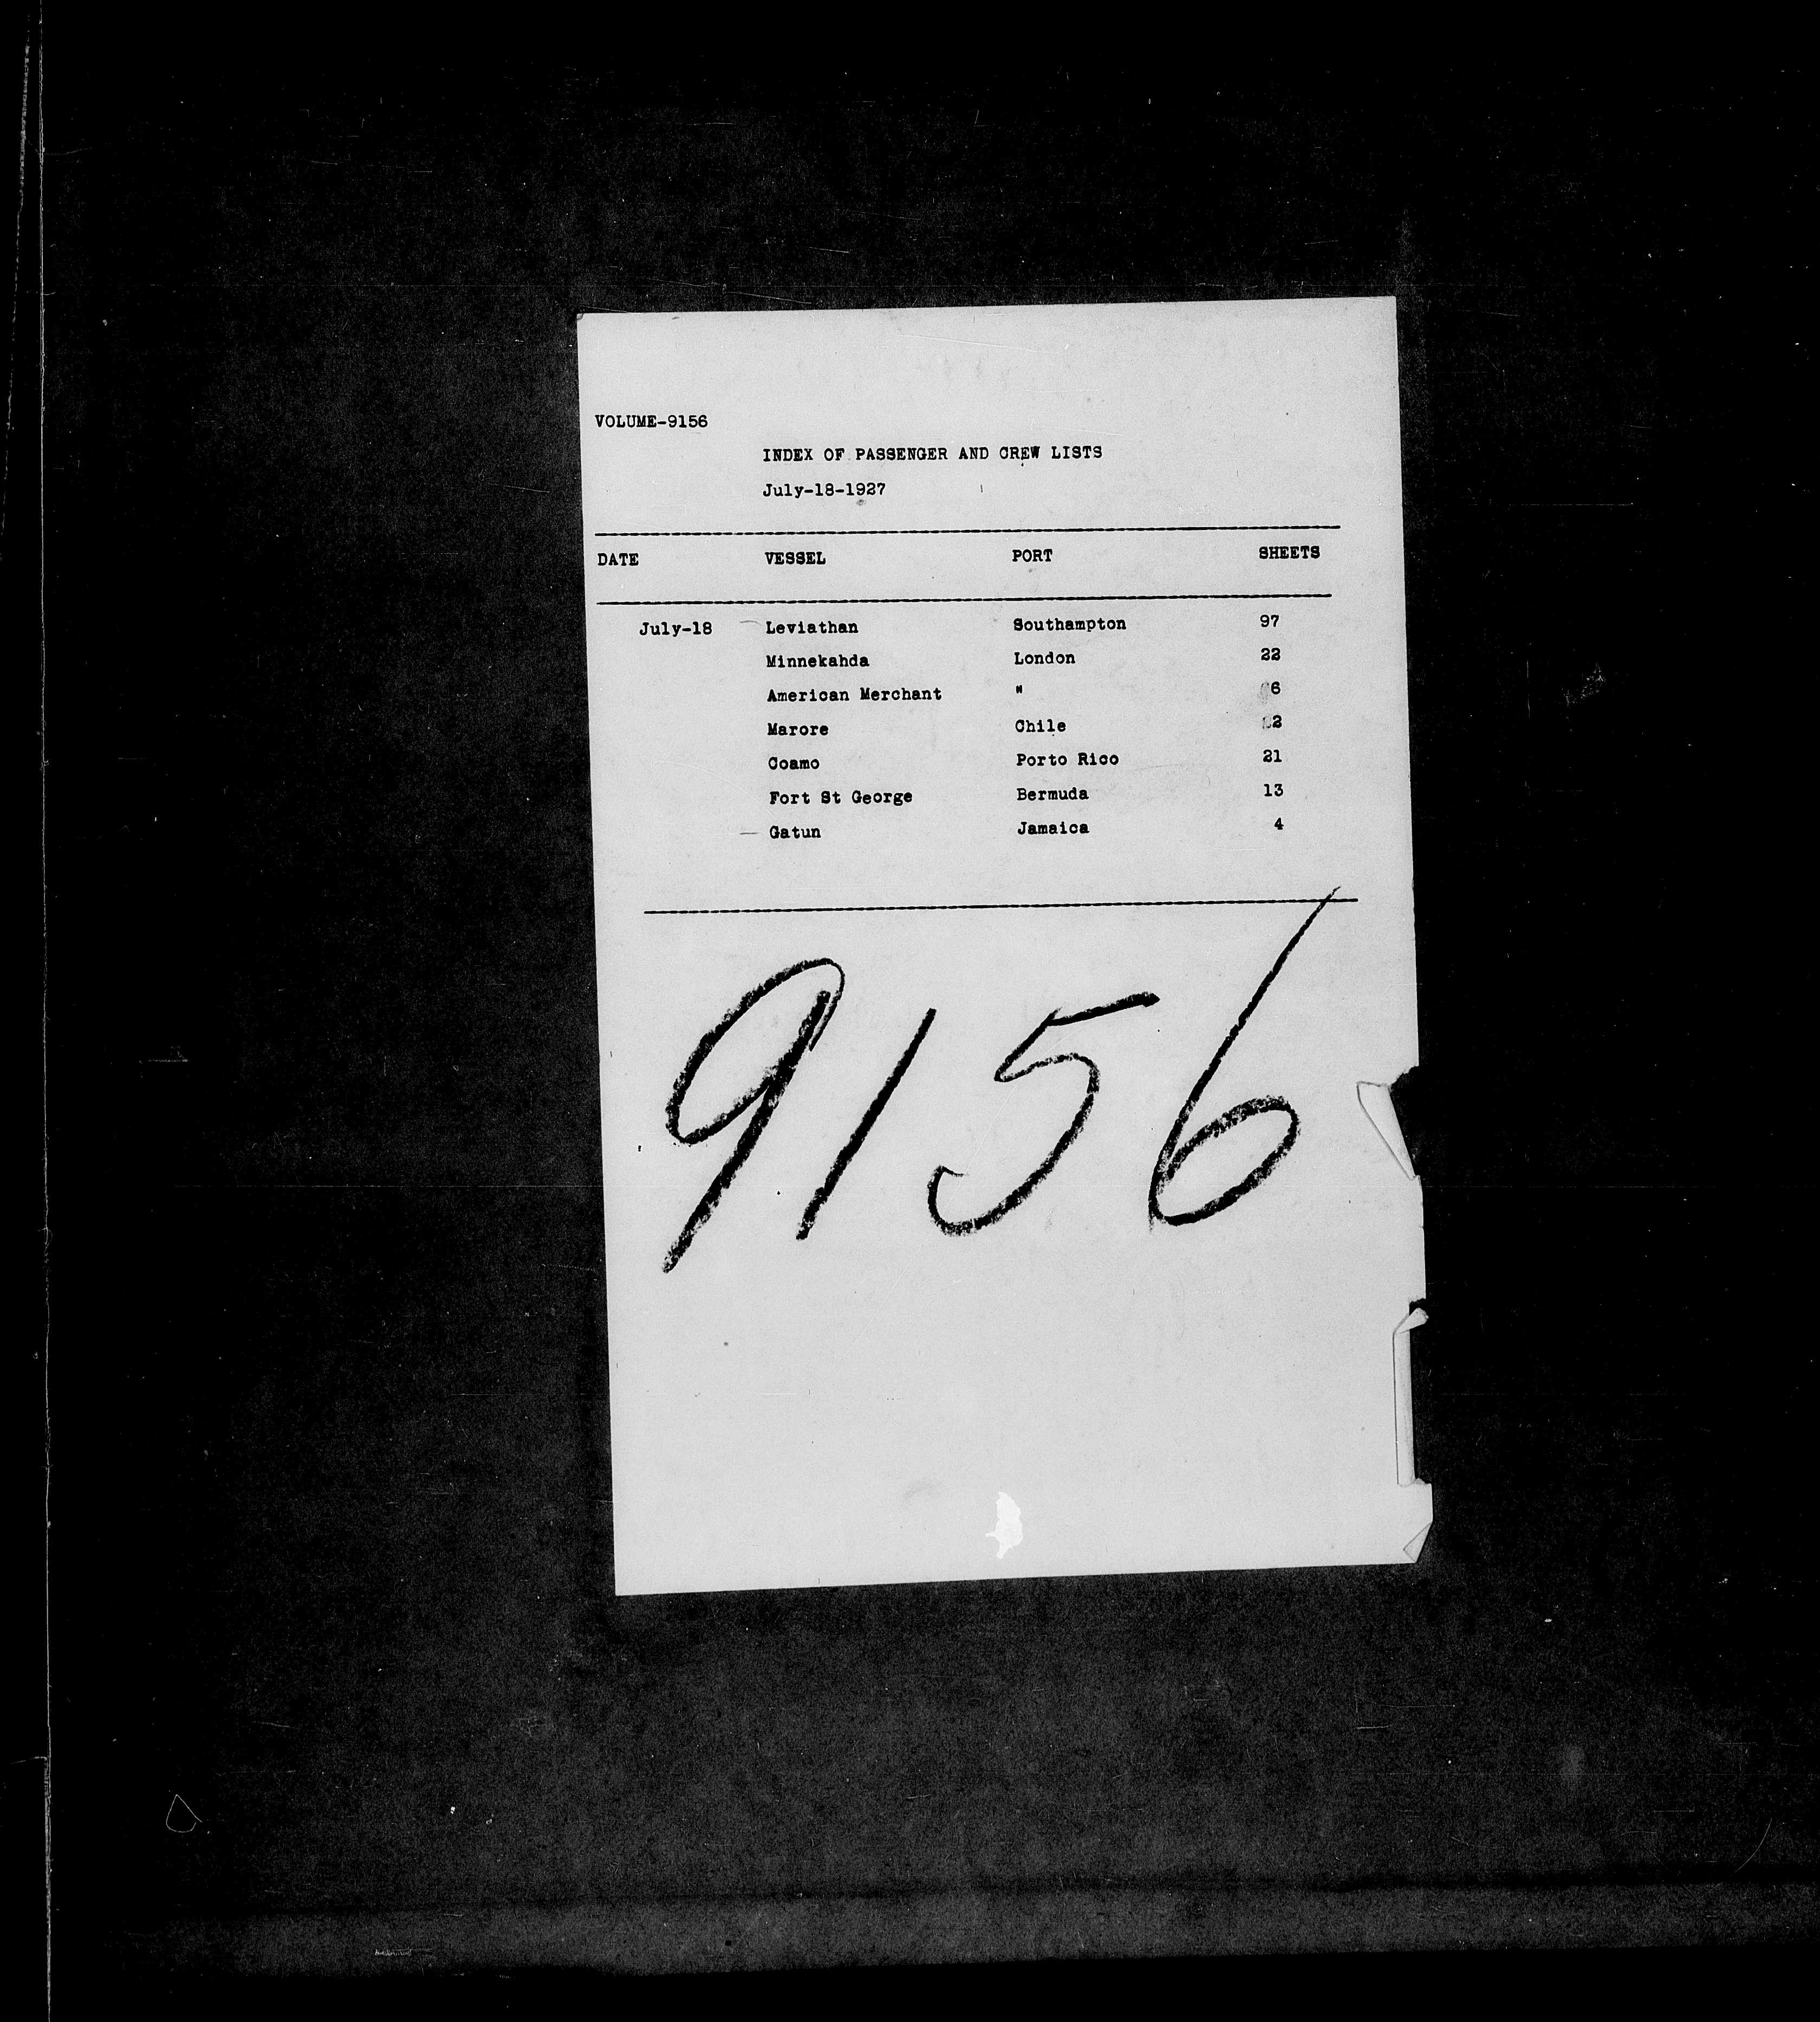 VOLUME-9156
INDEX OF PASSENGER AND CREW LISTS
July-18-1927
DATE VESSEL PORT SHEETS
July-18 Leviathan Southampton 97
Minnekahda London 22
American Merchant " 6
Marore Chile 2
Coamo Porto Rico 21
Fort St George Bermuda 13
Gatun Jamaica 4
9156